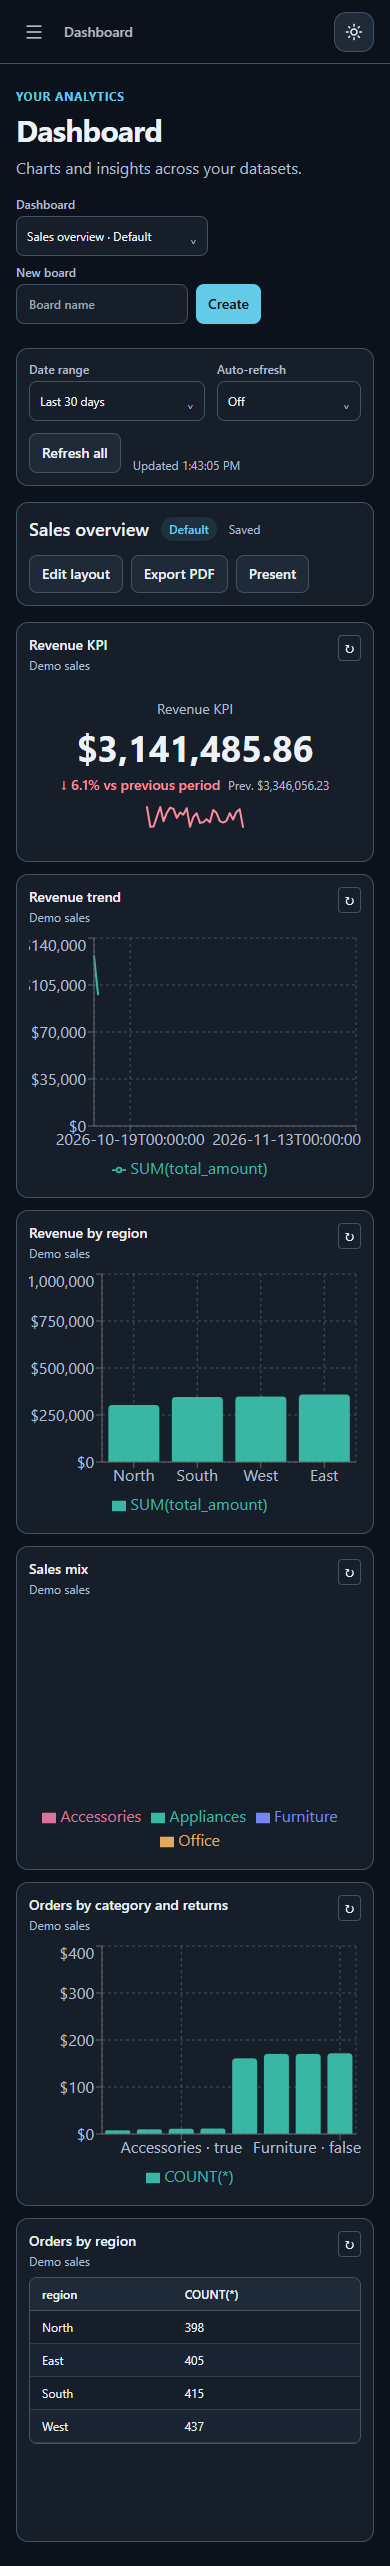 Dashboard
YOUR ANALYTICS
Dashboard
Charts and insights across your datasets.
Dashboard
Sales overview · Default
New board
Board name
Create
Date range
Auto-refresh
Last 30 days
Off
Refresh all
Updated 1:43:05 PM
Sales overview
Default
Saved
Edit layout
Export PDF
Present
Revenue KPI
Demo sales
Revenue KPI
$3,141,485.86
↓ 6.1% vs previous period Prev. $3,346,056.23
Revenue trend
Demo sales
$140,000
$105,000
$70,000
$35,000
$0
2026-10-19T00:00:00 2026-11-13T00:00:00
SUM(total_amount)
Revenue by region
Demo sales
1,000,000
$750,000
$500,000
$250,000
$0
North South West East
SUM(total_amount)
Sales mix
Demo sales
Accessories Appliances Furniture
Office
Orders by category and returns
Demo sales
$400
$300
$200
$100
$0
Accessories · true Furniture · false
COUNT(*)
Orders by region
Demo sales
region COUNT(*)
North 398
East 405
South 415
West 437